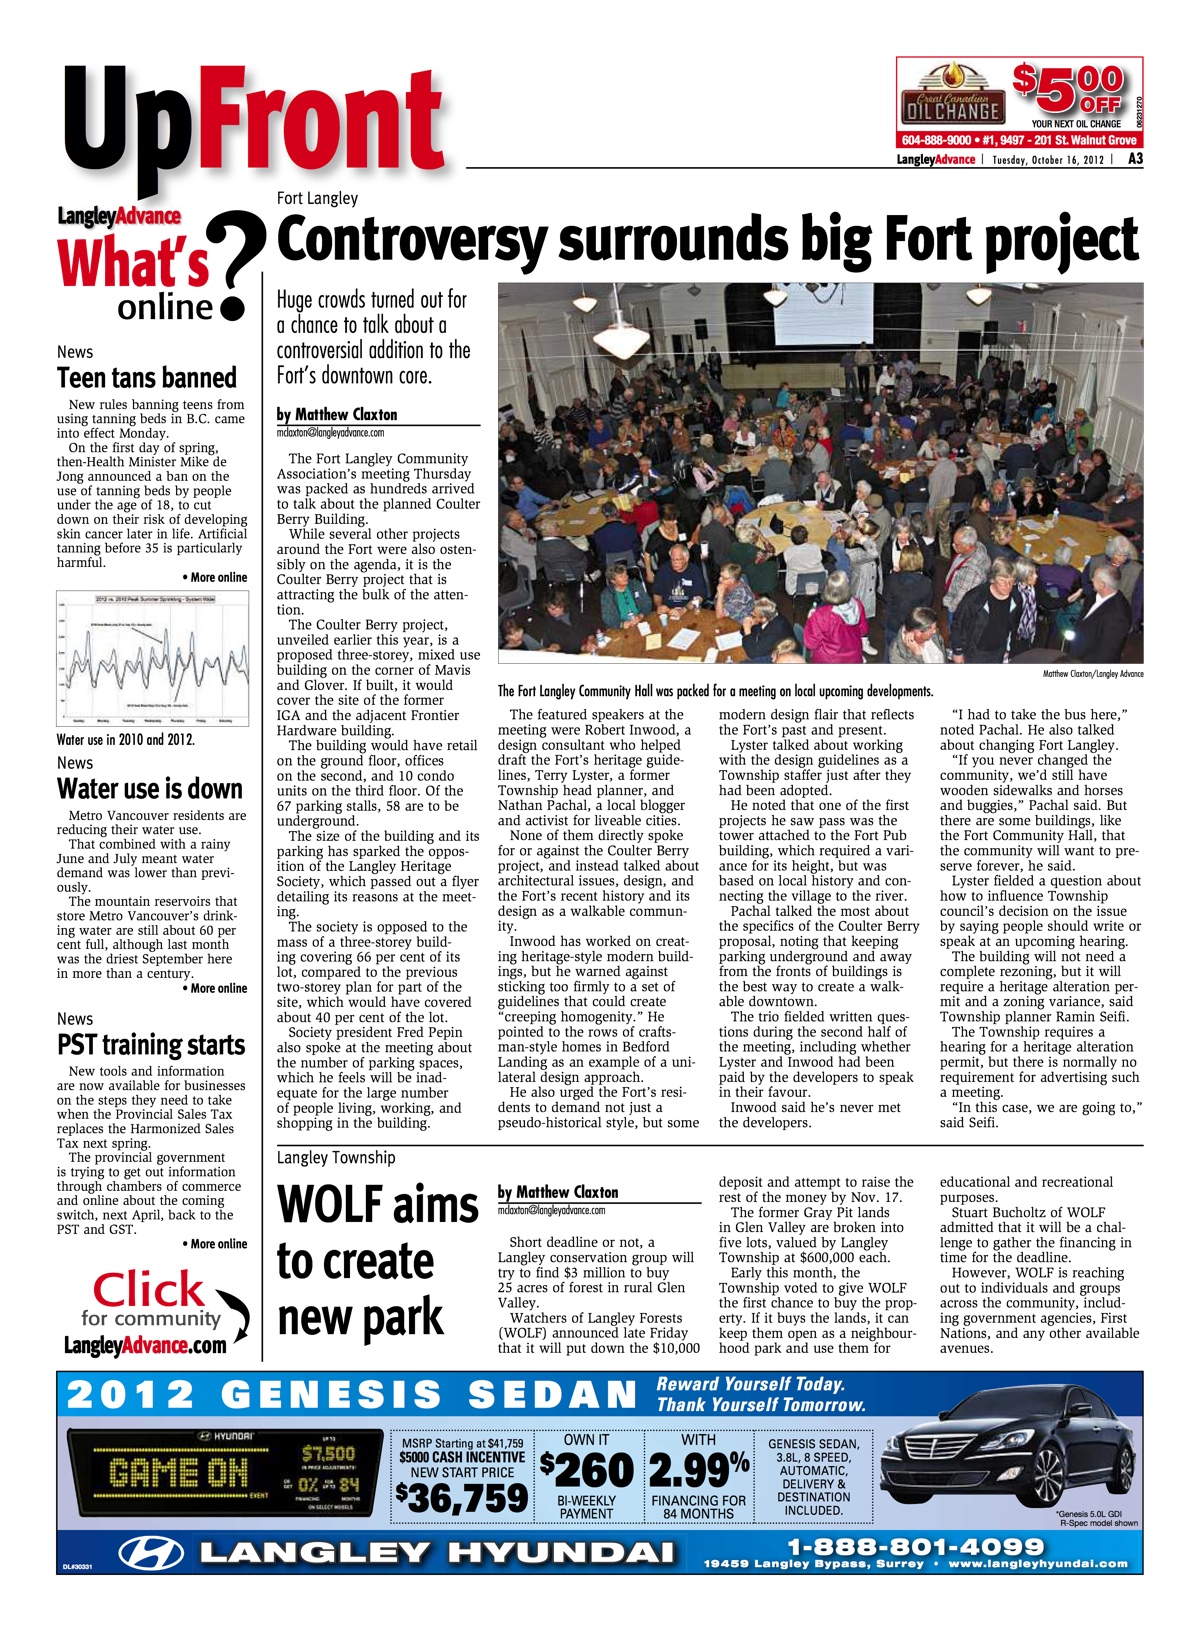 UpFront
Great Canadian
OIL CHANGE
$5.00
OFF
YOUR NEXT OIL CHANGE
06231270
604-888-9000 • #1, 9497 - 201 St. Walnut Grove
LangleyAdvance | Tuesday, October 16, 2012 | A3
LangleyAdvance
What's
online?
News
Teen tans banned
New rules banning teens from
using tanning beds in B.C. came
into effect Monday.
On the first day of spring,
then-Health Minister Mike de
Jong announced a ban on the
use of tanning beds by people
under the age of 18, to cut
down on their risk of developing
skin cancer later in life. Artificial
tanning before 35 is particularly
harmful.
• More online
2012 vs. 2010 Peak Summer Sprinkling - System Wide
Sunday Monday Tuesday Wednesday Thursday Friday Saturday
Water use in 2010 and 2012.
News
Water use is down
Metro Vancouver residents are
reducing their water use.
That combined with a rainy
June and July meant water
demand was lower than previ-
ously.
The mountain reservoirs that
store Metro Vancouver's drink-
ing water are still about 60 per
cent full, although last month
was the driest September here
in more than a century.
• More online
News
PST training starts
New tools and information
are now available for businesses
on the steps they need to take
when the Provincial Sales Tax
replaces the Harmonized Sales
Tax next spring.
The provincial government
is trying to get out information
through chambers of commerce
and online about the coming
switch, next April, back to the
PST and GST.
• More online
Click
for community
LangleyAdvance.com
Fort Langley
Controversy surrounds big Fort project
Huge crowds turned out for
a chance to talk about a
controversial addition to the
Fort's downtown core.
by Matthew Claxton
mclaxton@langleyadvance.com
The Fort Langley Community
Association's meeting Thursday
was packed as hundreds arrived
to talk about the planned Coulter
Berry Building.
While several other projects
around the Fort were also osten-
sibly on the agenda, it is the
Coulter Berry project that is
attracting the bulk of the atten-
tion.
The Coulter Berry project,
unveiled earlier this year, is a
proposed three-storey, mixed use
building on the corner of Mavis
and Glover. If built, it would
cover the site of the former
IGA and the adjacent Frontier
Hardware building.
The building would have retail
on the ground floor, offices
on the second, and 10 condo
units on the third floor. Of the
67 parking stalls, 58 are to be
underground.
The size of the building and its
parking has sparked the oppos-
ition of the Langley Heritage
Society, which passed out a flyer
detailing its reasons at the meet-
ing.
The society is opposed to the
mass of a three-storey build-
ing covering 66 per cent of its
lot, compared to the previous
two-storey plan for part of the
site, which would have covered
about 40 per cent of the lot.
Society president Fred Pepin
also spoke at the meeting about
the number of parking spaces,
which he feels will be inad-
equate for the large number
of people living, working, and
shopping in the building.
Matthew Claxton/Langley Advance
The Fort Langley Community Hall was packed for a meeting on local upcoming developments.
The featured speakers at the
meeting were Robert Inwood, a
design consultant who helped
draft the Fort's heritage guide-
lines, Terry Lyster, a former
Township head planner, and
Nathan Pachal, a local blogger
and activist for liveable cities.
None of them directly spoke
for or against the Coulter Berry
project, and instead talked about
architectural issues, design, and
the Fort's recent history and its
design as a walkable commun-
ity.
Inwood has worked on creat-
ing heritage-style modern build-
ings, but he warned against
sticking too firmly to a set of
guidelines that could create
"creeping homogenity." He
pointed to the rows of crafts-
man-style homes in Bedford
Landing as an example of a uni-
lateral design approach.
He also urged the Fort's resi-
dents to demand not just a
pseudo-historical style, but some
modern design flair that reflects
the Fort's past and present.
Lyster talked about working
with the design guidelines as a
Township staffer just after they
had been adopted.
He noted that one of the first
projects he saw pass was the
tower attached to the Fort Pub
building, which required a vari-
ance for its height, but was
based on local history and con-
necting the village to the river.
Pachal talked the most about
the specifics of the Coulter Berry
proposal, noting that keeping
parking underground and away
from the fronts of buildings is
the best way to create a walk-
able downtown.
The trio fielded written ques-
tions during the second half of
the meeting, including whether
Lyster and Inwood had been
paid by the developers to speak
in their favour.
Inwood said he's never met
the developers.
"I had to take the bus here,"
noted Pachal. He also talked
about changing Fort Langley.
"If you never changed the
community, we'd still have
wooden sidewalks and horses
and buggies," Pachal said. But
there are some buildings, like
the Fort Community Hall, that
the community will want to pre-
serve forever, he said.
Lyster fielded a question about
how to influence Township
council's decision on the issue
by saying people should write or
speak at an upcoming hearing.
The building will not need a
complete rezoning, but it will
require a heritage alteration per-
mit and a zoning variance, said
Township planner Ramin Seifi.
The Township requires a
hearing for a heritage alteration
permit, but there is normally no
requirement for advertising such
a meeting.
"In this case, we are going to,"
said Seifi.
Langley Township
WOLF aims
to create
new park
by Matthew Claxton
mclaxton@langleyadvance.com
Short deadline or not, a
Langley conservation group will
try to find $3 million to buy
25 acres of forest in rural Glen
Valley.
Watchers of Langley Forests
(WOLF) announced late Friday
that it will put down the $10,000
deposit and attempt to raise the
rest of the money by Nov. 17.
The former Gray Pit lands
in Glen Valley are broken into
five lots, valued by Langley
Township at $600,000 each.
Early this month, the
Township voted to give WOLF
the first chance to buy the prop-
erty. If it buys the lands, it can
keep them open as a neighbour-
hood park and use them for
educational and recreational
purposes.
Stuart Bucholtz of WOLF
admitted that it will be a chal-
lenge to gather the financing in
time for the deadline.
However, WOLF is reaching
out to individuals and groups
across the community, includ-
ing government agencies, First
Nations, and any other available
avenues.
2012 GENESIS SEDAN
Reward Yourself Today.
Thank Yourself Tomorrow.
HYUNDAI
GAME ON
EVENT
UP TO
$7,500
IN PRICE ADJUSTMENTS
OR GET 0% FOR UP TO 84
FINANCING MONTHS
ON SELECT MODELS
MSRP Starting at $41,759
$5000 CASH INCENTIVE
NEW START PRICE
$36,759
OWN IT
$260
BI-WEEKLY
PAYMENT
WITH
2.99%
FINANCING FOR
84 MONTHS
GENESIS SEDAN,
3.8L, 8 SPEED,
AUTOMATIC,
DELIVERY &
DESTINATION
INCLUDED.
*Genesis 5.0L GDI
R-Spec model shown
DL#30331
LANGLEY HYUNDAI
1-888-801-4099
19459 Langley Bypass, Surrey • www.langleyhyundai.com